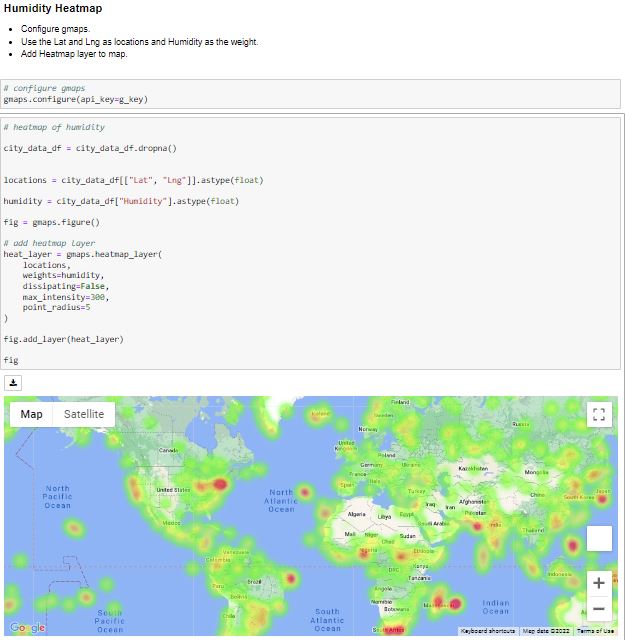 Humidity Heatmap
Configure gmaps.
Use the Lat and Lng as locations and Humidity as the weight.
Add Heatmap layer to map.
# configure gmaps
gmaps.configure(api_key=g_key)
# heatmap of humidity
city_data_df = city_data_df.dropna()
locations = city_data_df[["Lat", "Lng"]].astype(float)
humidity = city_data_df["Humidity"].astype(float)
fig = gmaps.figure()
# add heatmap layer
heat_layer = gmaps.heatmap_layer(
locations,
weights=humidity,
dissipating=False,
max_intensity=300,
point_radius=5
)
fig.add_layer(heat_layer)
fig
Map Satellite
Finland
Iceland
Sweden
Russia
Norway
Canada
United
Kingdom
Poland
Germany Ukraine
Kazakhstan
Mongolia
France
Italy
Spain
North
Pacific
Ocean
United States
North
Atlantic
Ocean
Turkey
China
South Korea
Japan
Afghanistan
Iraq
Iran
Pakistan
Algeria
Libya
Egypt
Saudi Arabia
India
Mexico
Mali
Niger
Chad
Sudan
Thailand
Nigeria
Ethiopia
Venezuela
Colombia
Kenya
DRC
Tanzania
Indonesia
Peru
Brazil
Bolivia
Angola
Namibia
Botswana
Madagascar
Chile
South
Pacific
Ocean
South
Atlantic
Ocean
Indian
Ocean
South Africa
Google
Keyboard shortcuts Map data ©2022 Terms of Use
+
−